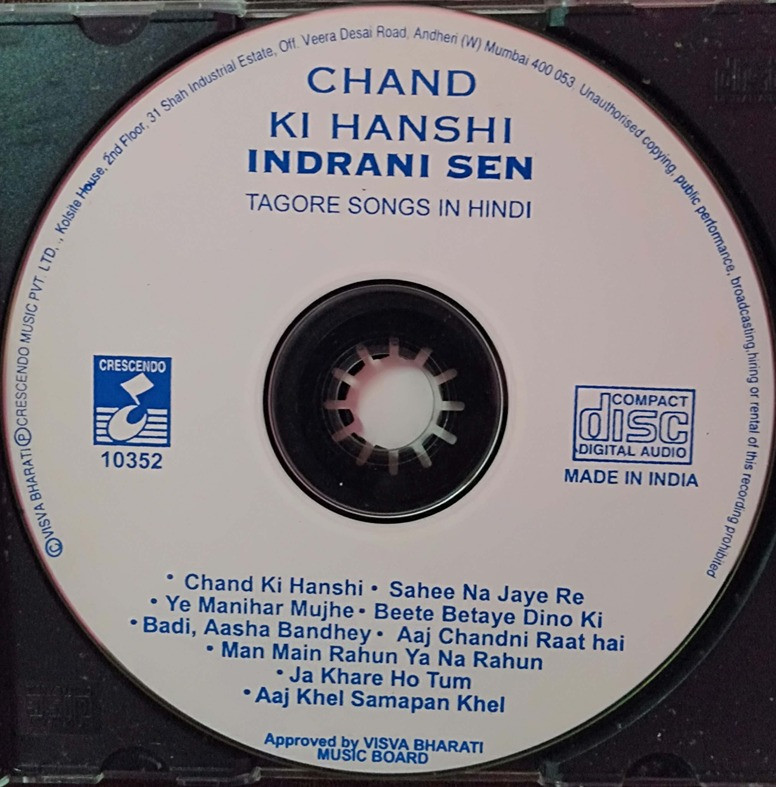 ©VISVA BHARATI ℗CRESCENDO MUSIC PVT. LTD.., Kolsite House, 2nd Floor, 31 Shah Industrial Estate, Off. Veera Desai Road, Andheri (W) Mumbai 400 053. Unauthorised copying, public performance, broadcasting,hiring or rental of this recording prohibited
CHAND
KI HANSHI
INDRANI SEN
TAGORE SONGS IN HINDI
CRESCENDO
10352
COMPACT
disc
DIGITAL AUDIO
MADE IN INDIA
• Chand Ki Hanshi • Sahee Na Jaye Re
• Ye Manihar Mujhe • Beete Betaye Dino Ki
• Badi, Aasha Bandhey • Aaj Chandni Raat hai
• Man Main Rahun Ya Na Rahun
• Ja Khare Ho Tum
• Aaj Khel Samapan Khel
Approved by VISVA BHARATI
MUSIC BOARD